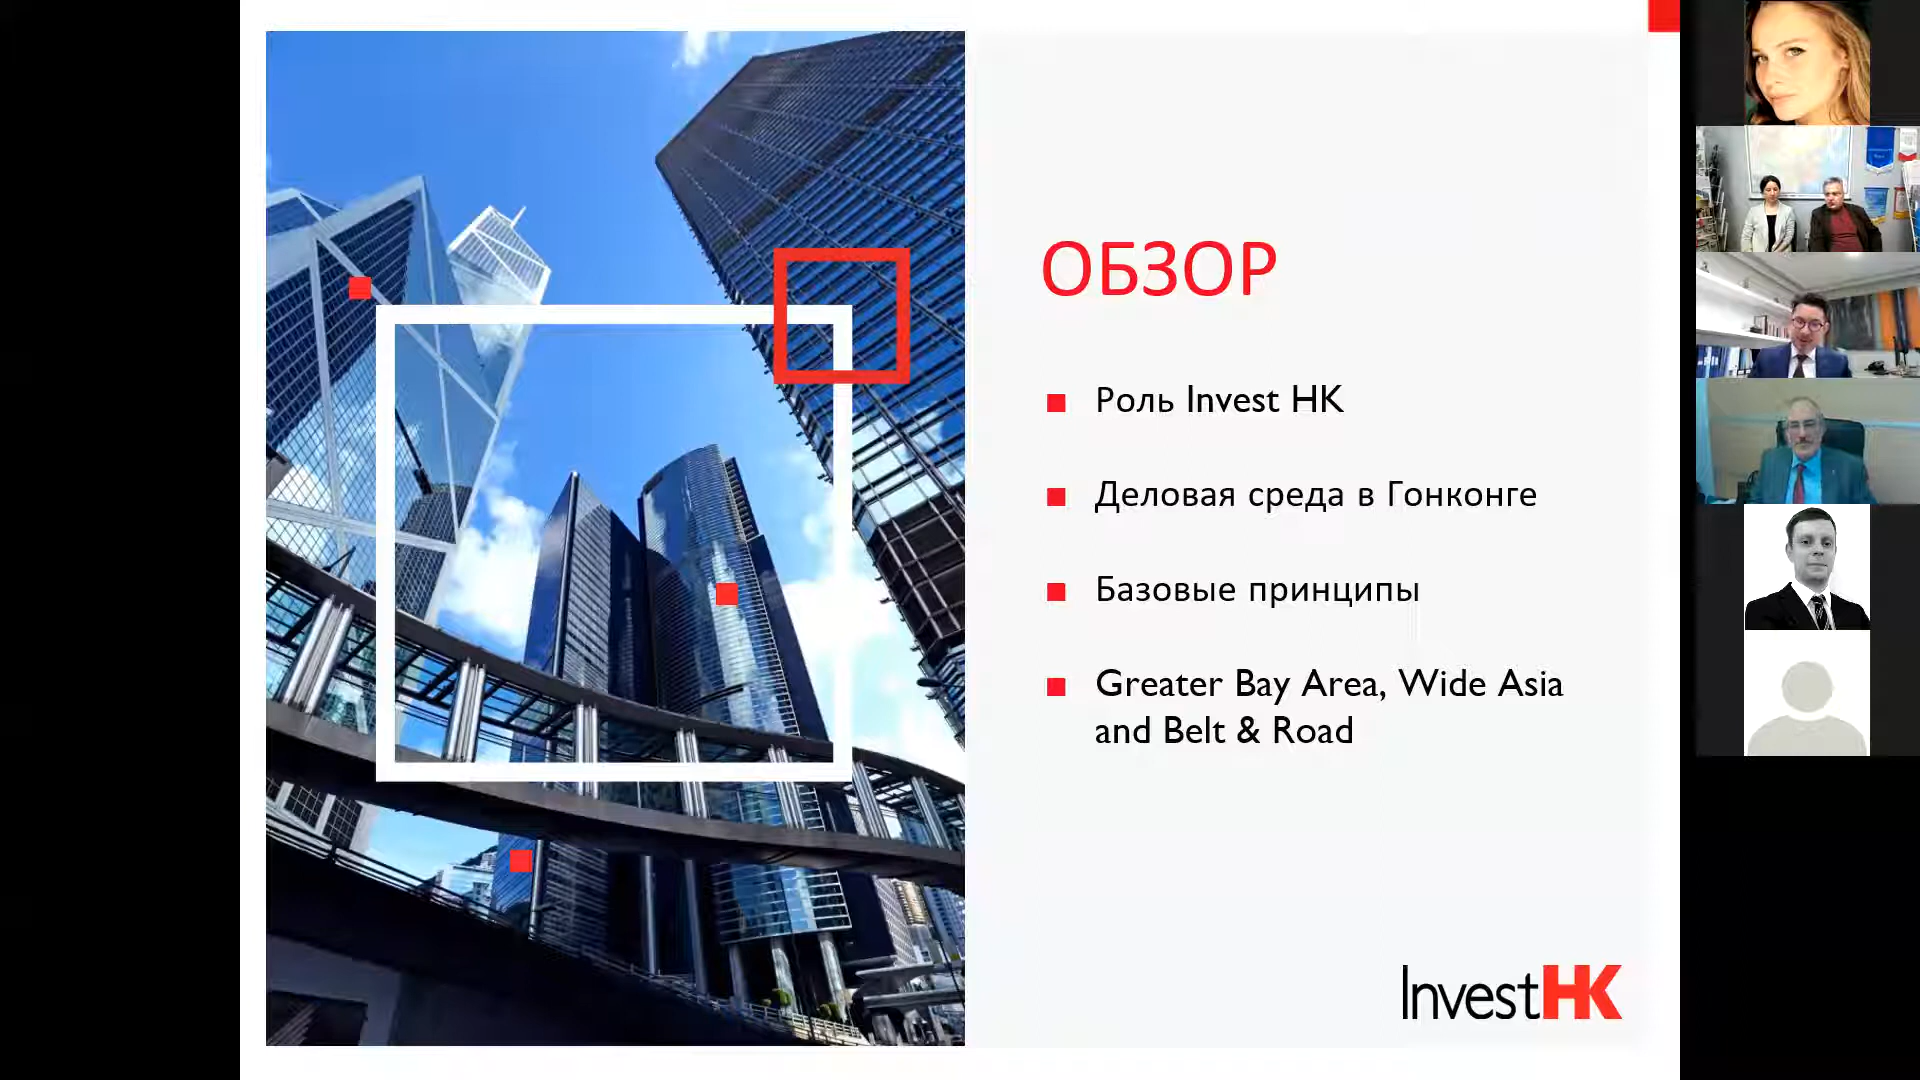 ОБЗОР
Роль Invest HK
Деловая среда в Гонконге
Базовые принципы
Greater Bay Area, Wide Asia
and Belt & Road
InvestHK